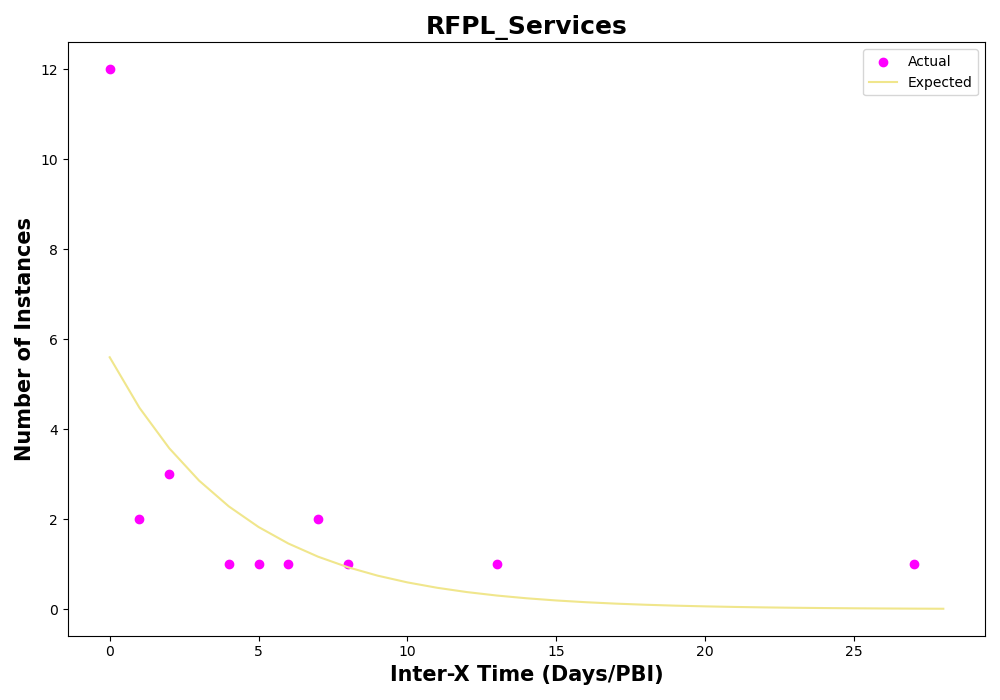 RFPL_Services
Actual
Expected
12
10
8
6
4
2
0
Number of Instances
0 5 10 15 20 25
Inter-X Time (Days/PBI)